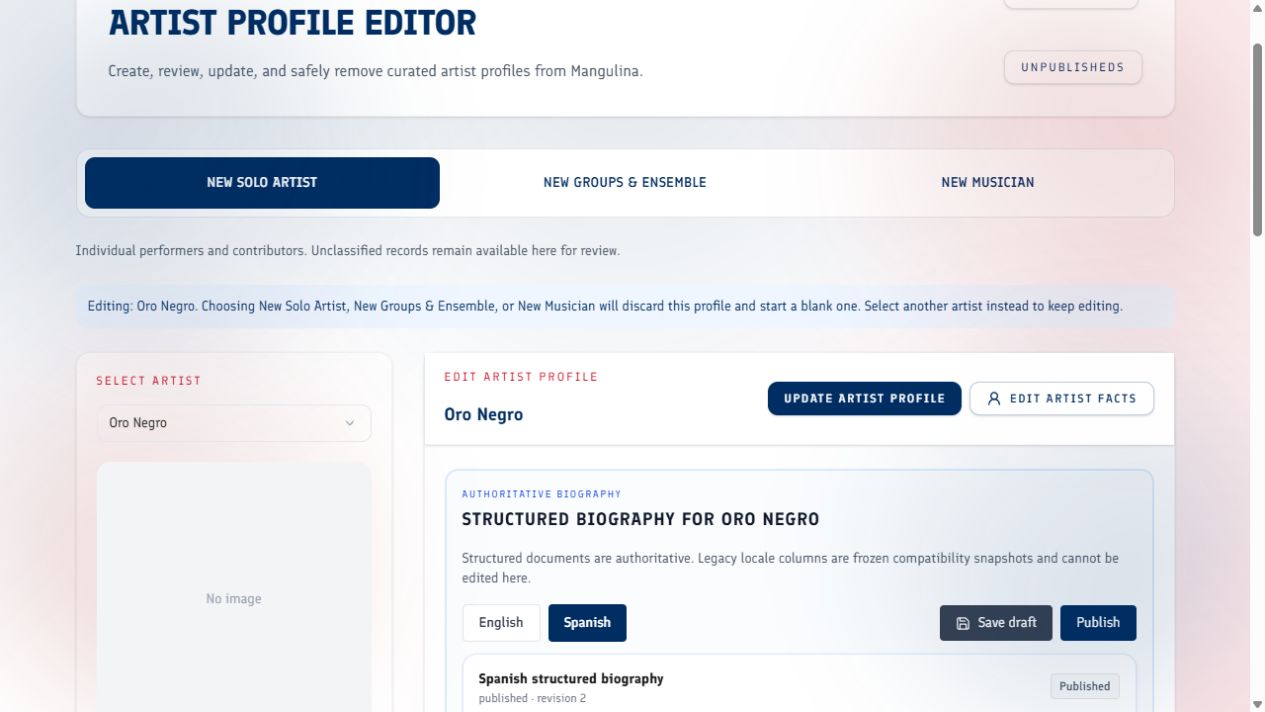 ARTIST PROFILE EDITOR
Create, review, update, and safely remove curated artist profiles from Mangulina.
UNPUBLISHEDS
NEW SOLO ARTIST
NEW GROUPS & ENSEMBLE
NEW MUSICIAN
Individual performers and contributors. Unclassified records remain available here for review.
Editing: Oro Negro. Choosing New Solo Artist, New Groups & Ensemble, or New Musician will discard this profile and start a blank one. Select another artist instead to keep editing.
SELECT ARTIST
Oro Negro
No image
EDIT ARTIST PROFILE
Oro Negro
UPDATE ARTIST PROFILE
EDIT ARTIST FACTS
AUTHORITATIVE BIOGRAPHY
STRUCTURED BIOGRAPHY FOR ORO NEGRO
Structured documents are authoritative. Legacy locale columns are frozen compatibility snapshots and cannot be
edited here.
English
Spanish
Save draft
Publish
Spanish structured biography
published · revision 2
Published